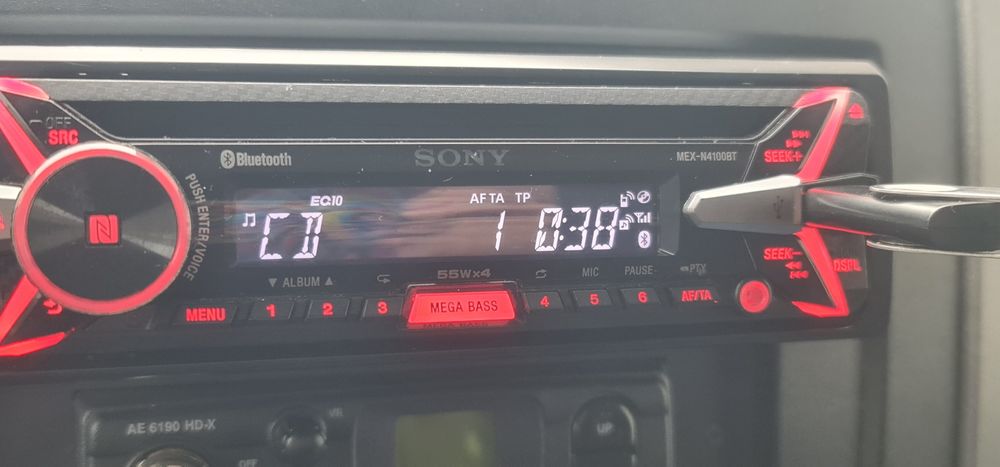 OFF
SRC
Bluetooth
SONY
MEX-N4100BT
SEEK+
PUSH ENTER/VOICE
EQ10
AF TA TP
CD 1 0:38
SEEK-
DSPL
▼ ALBUM ▲
55W×4
MIC
PAUSE
PTY
MENU
1
2
3
MEGA BASS
4
5
6
AF/TA
AE 6190 HD-X
UP
OFF